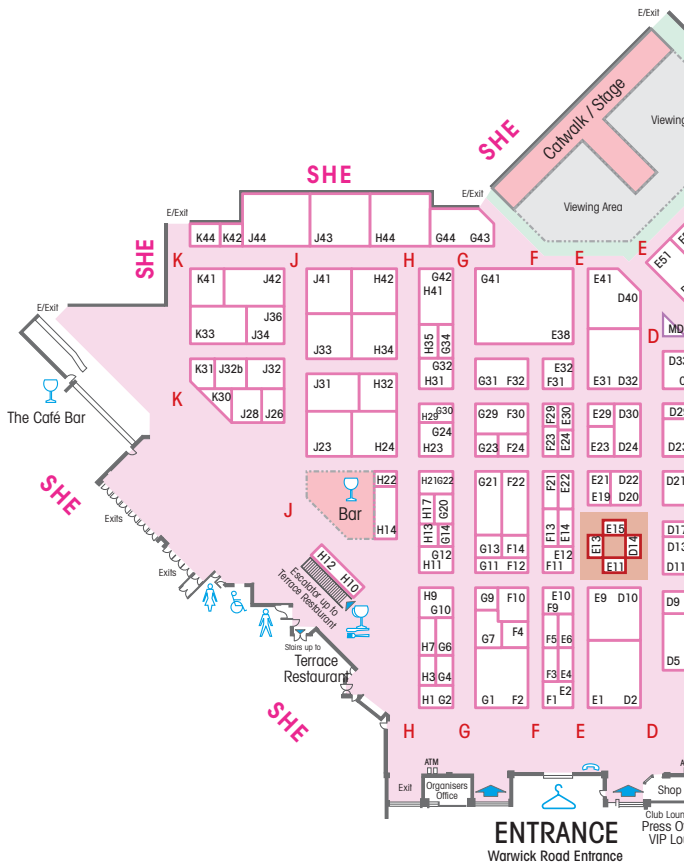 E/Exit
Catwalk / Stage
Viewing
SHE
Viewing Area
SHE
E/Exit
E/Exit
K44 K42 J44 J43 H44 G44 G43
SHE
K J H G F E E
E51
K41 J42 J41 H42 G42 G41 E41
H41 D40
E/Exit
J36 H35 G34 MD
K33 J34 J33 H34 E38 D
K31 J32b J32 J31 H32 G32 G31 F32 E32 E31 D32 D33
H31 F31
The Café Bar
K K30
J28 J26
H29 G30 G29 F30 F29 E30 E29 D30
J23 H24 G24 G23 F24 F23 E24 E23 D24 D23
H23
SHE
H22 H21 G22 G21 F22 F21 E22 E21 D22 D21
E19 D20
J Bar
H17 G20
Exits
H14 H13 G14 G13 F14 F13 E14 E15 E13 D14 D17
D13
H12 H10 G12 G11 F12 E12 E11 D11
H11 F11
Exits
Escalator up to
Terrace Restaurant
H9 G9 F10 E10 E9 D10 D9
G10 F9
H7 G6 G7 F4 F5 E6
Stairs up to
Terrace
Restaurant
H3 G4 F3 E4 D5
H1 G2 G1 F2 F1 E2 E1 D2
SHE
H G F E D
ATM
Exit
Organisers
Office
Shop
ENTRANCE
Warwick Road Entrance
Club Loun
Press O
VIP Lou